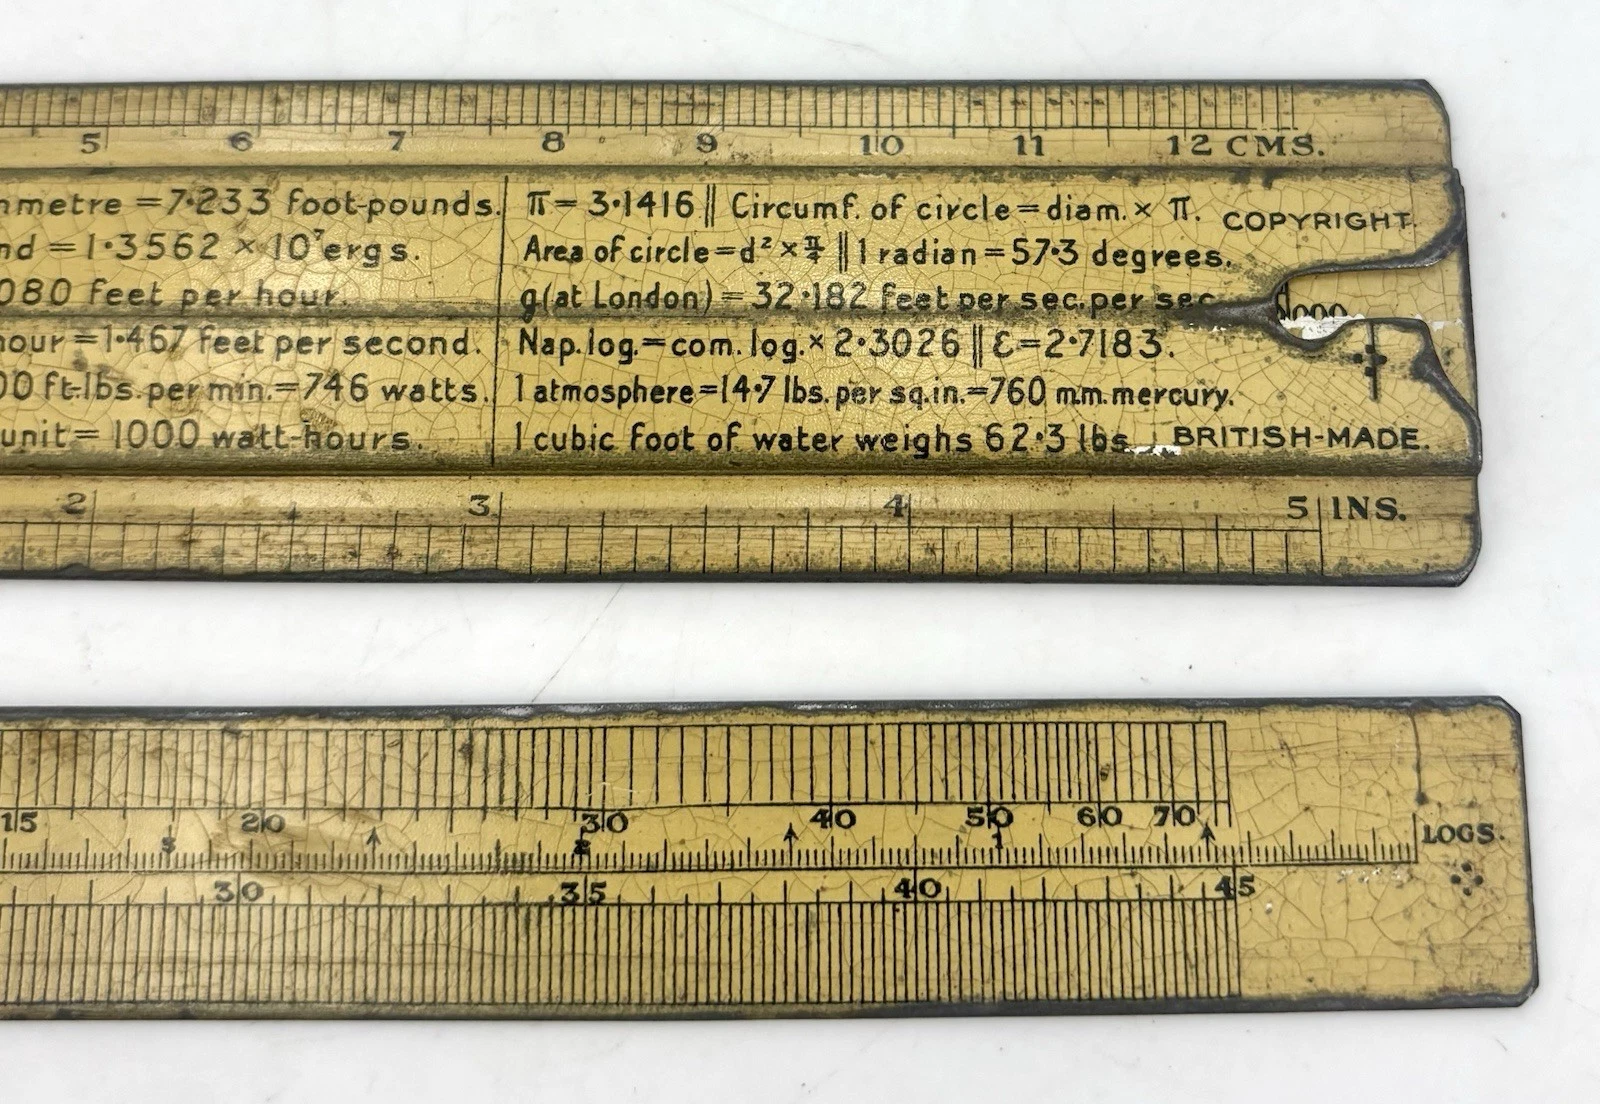 5 6 7 8 9 10 11 12 CMS.
metre = 7·233 foot-pounds.
= 1·3562 × 10⁷ ergs.
080 feet per hour.
= 1·467 feet per second.
00 ft-lbs. per min. = 746 watts.
unit = 1000 watt-hours.
π = 3·1416 ‖ Circumf. of circle = diam. × π.
Area of circle = d² × π/4 ‖ 1 radian = 57·3 degrees.
g (at London) = 32·182 feet per sec. per sec
Nap. log. = com. log. × 2·3026 ‖ ε = 2·7183.
1 atmosphere = 14·7 lbs. per sq. in. = 760 m.m. mercury.
1 cubic foot of water weighs 62·3 lbs
COPYRIGHT.
BRITISH-MADE.
2 3 4 5 INS.
15 20 30 40 50 60 70
3 2 1 LOGS.
30 35 40 45